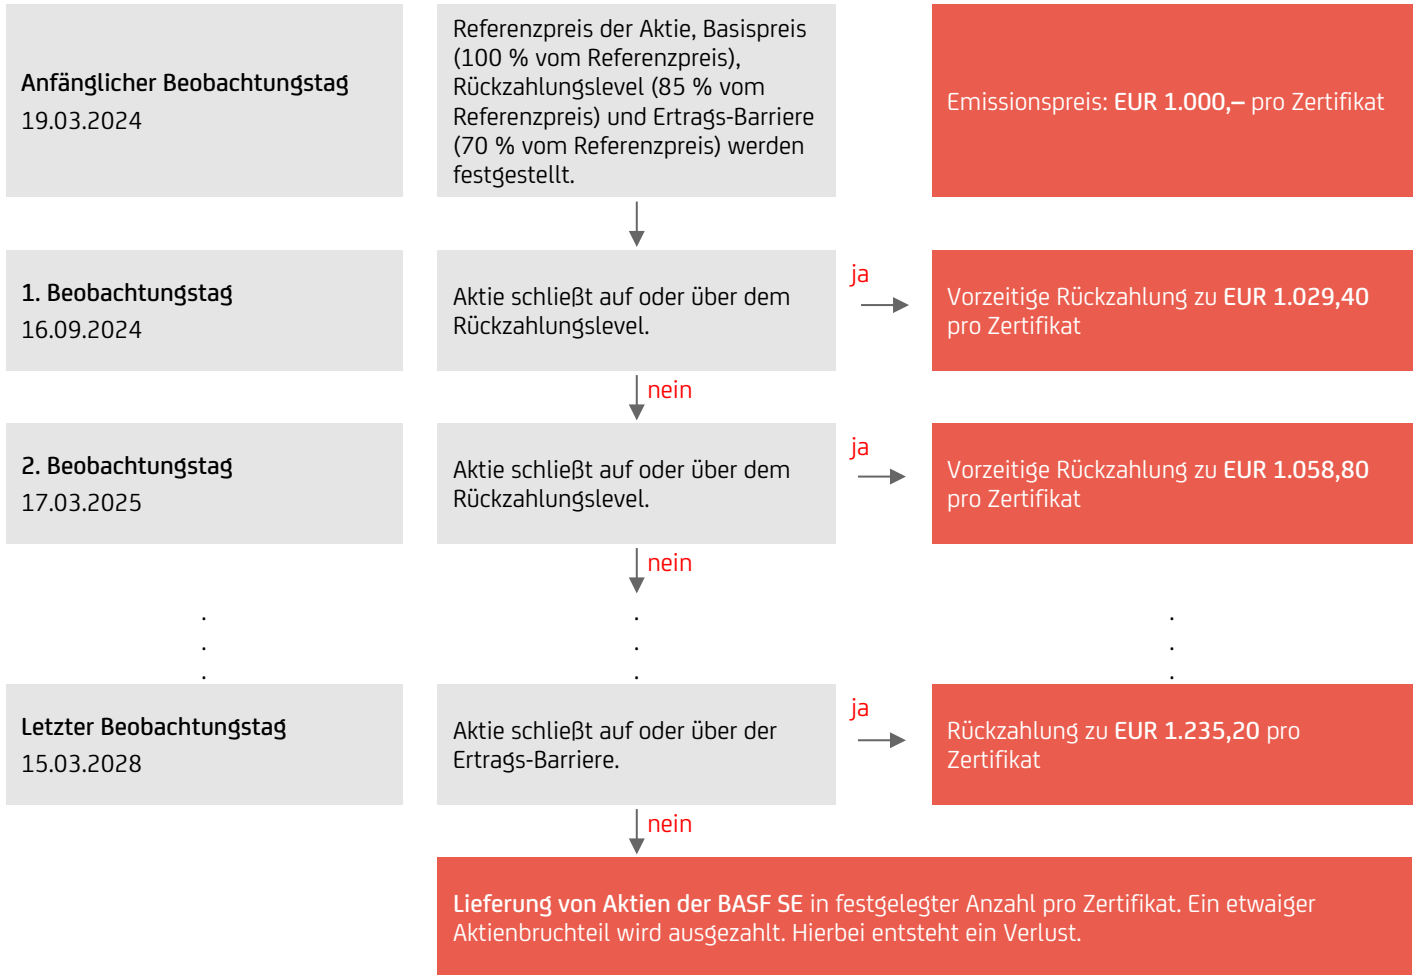 Anfänglicher Beobachtungstag
19.03.2024
Referenzpreis der Aktie, Basispreis
(100 % vom Referenzpreis),
Rückzahlungslevel (85 % vom
Referenzpreis) und Ertrags-Barriere
(70 % vom Referenzpreis) werden
festgestellt.
Emissionspreis: EUR 1.000,– pro Zertifikat
1. Beobachtungstag
16.09.2024
Aktie schließt auf oder über dem
Rückzahlungslevel.
ja
Vorzeitige Rückzahlung zu EUR 1.029,40
pro Zertifikat
nein
2. Beobachtungstag
17.03.2025
Aktie schließt auf oder über dem
Rückzahlungslevel.
ja
Vorzeitige Rückzahlung zu EUR 1.058,80
pro Zertifikat
nein
. . .
. . .
. . .
Letzter Beobachtungstag
15.03.2028
Aktie schließt auf oder über der
Ertrags-Barriere.
ja
Rückzahlung zu EUR 1.235,20 pro
Zertifikat
nein
Lieferung von Aktien der BASF SE in festgelegter Anzahl pro Zertifikat. Ein etwaiger
Aktienbruchteil wird ausgezahlt. Hierbei entsteht ein Verlust.